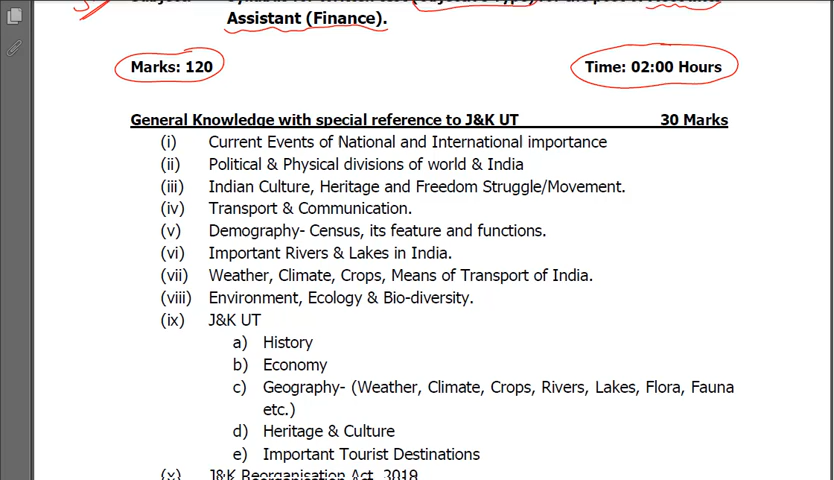 Assistant (Finance).
Marks: 120 Time: 02:00 Hours
General Knowledge with special reference to J&K UT 30 Marks
(i) Current Events of National and International importance
(ii) Political & Physical divisions of world & India
(iii) Indian Culture, Heritage and Freedom Struggle/Movement.
(iv) Transport & Communication.
(v) Demography- Census, its feature and functions.
(vi) Important Rivers & Lakes in India.
(vii) Weather, Climate, Crops, Means of Transport of India.
(viii) Environment, Ecology & Bio-diversity.
(ix) J&K UT
a) History
b) Economy
c) Geography- (Weather, Climate, Crops, Rivers, Lakes, Flora, Fauna
etc.)
d) Heritage & Culture
e) Important Tourist Destinations
(x) J&K Reorganisation Act,